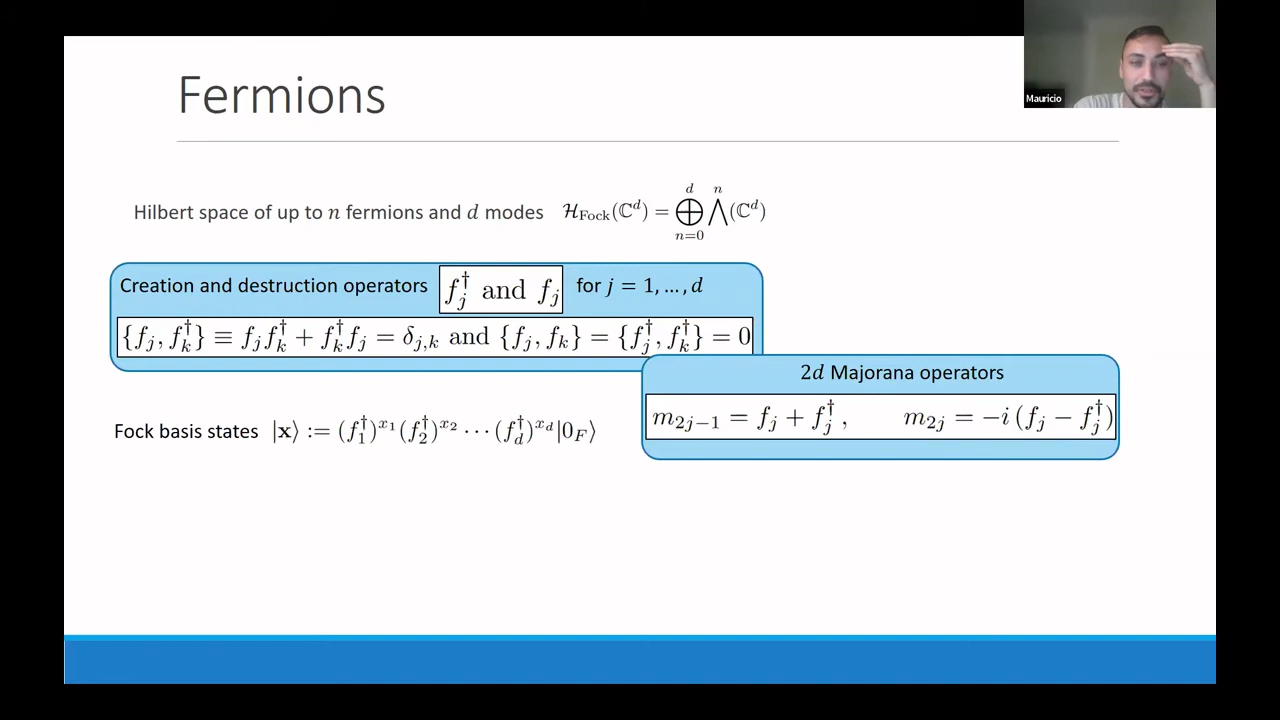 Mauricio
Fermions
Hilbert space of up to n fermions and d modes $\mathcal{H}_{\mathrm{Fock}}(\mathbb{C}^d) = \bigoplus_{n=0}^{d} \bigwedge^{n} (\mathbb{C}^d)$
Creation and destruction operators $f_j^\dagger$ and $f_j$ for $j = 1, \ldots, d$
$\{f_j, f_k^\dagger\} \equiv f_j f_k^\dagger + f_k^\dagger f_j = \delta_{j,k}$ and $\{f_j, f_k\} = \{f_j^\dagger, f_k^\dagger\} = 0$
2d Majorana operators
$m_{2j-1} = f_j + f_j^\dagger, \quad m_{2j} = -i (f_j - f_j^\dagger)$
Fock basis states $|\mathbf{x}\rangle := (f_1^\dagger)^{x_1} (f_2^\dagger)^{x_2} \cdots (f_d^\dagger)^{x_d} |0_F\rangle$